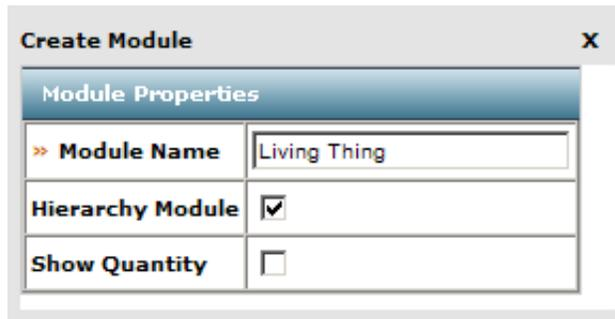 Create Module X
Module Properties
» Module Name Living Thing
Hierarchy Module
Show Quantity